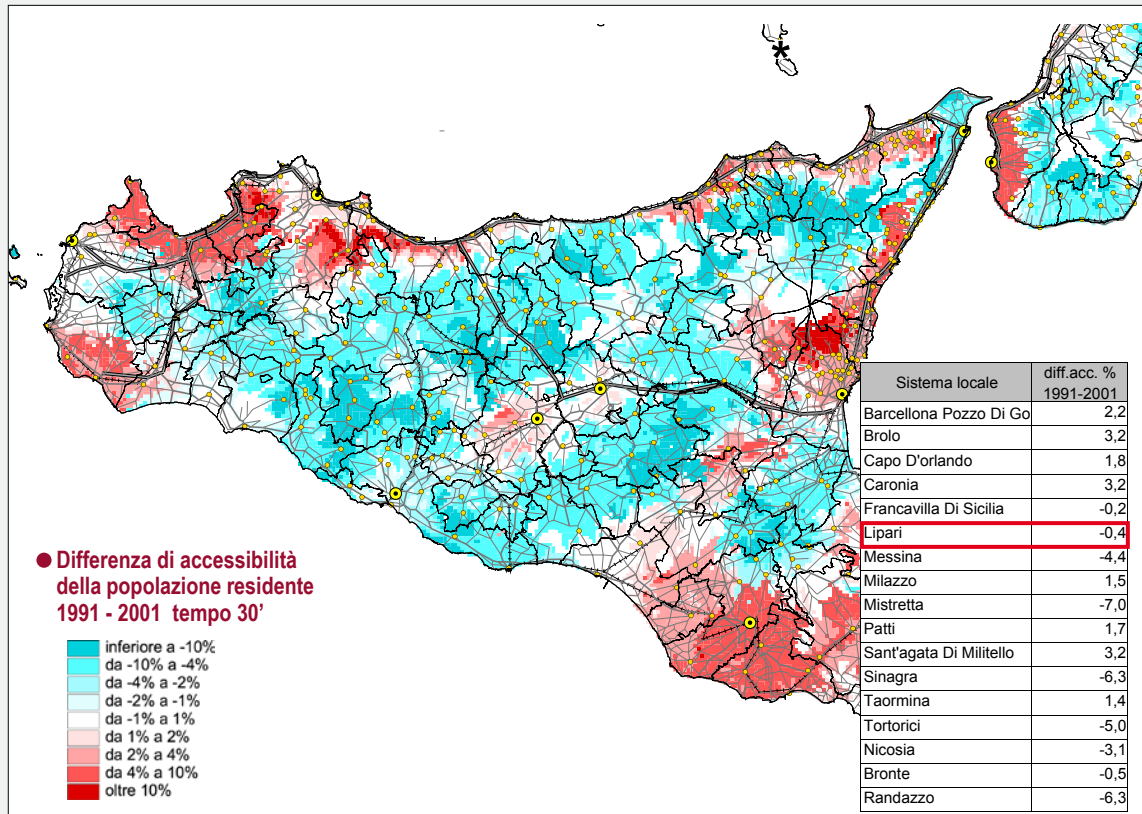 *
Sistema locale diff.acc. % 1991-2001
Barcellona Pozzo Di Go 2,2
Brolo 3,2
Capo D'orlando 1,8
Caronia 3,2
Francavilla Di Sicilia -0,2
Lipari -0,4
Messina -4,4
Milazzo 1,5
Mistretta -7,0
Patti 1,7
Sant'agata Di Militello 3,2
Sinagra -6,3
Taormina 1,4
Tortorici -5,0
Nicosia -3,1
Bronte -0,5
Randazzo -6,3
● Differenza di accessibilità
della popolazione residente
1991 - 2001 tempo 30'
inferiore a -10%
da -10% a -4%
da -4% a -2%
da -2% a -1%
da -1% a 1%
da 1% a 2%
da 2% a 4%
da 4% a 10%
oltre 10%